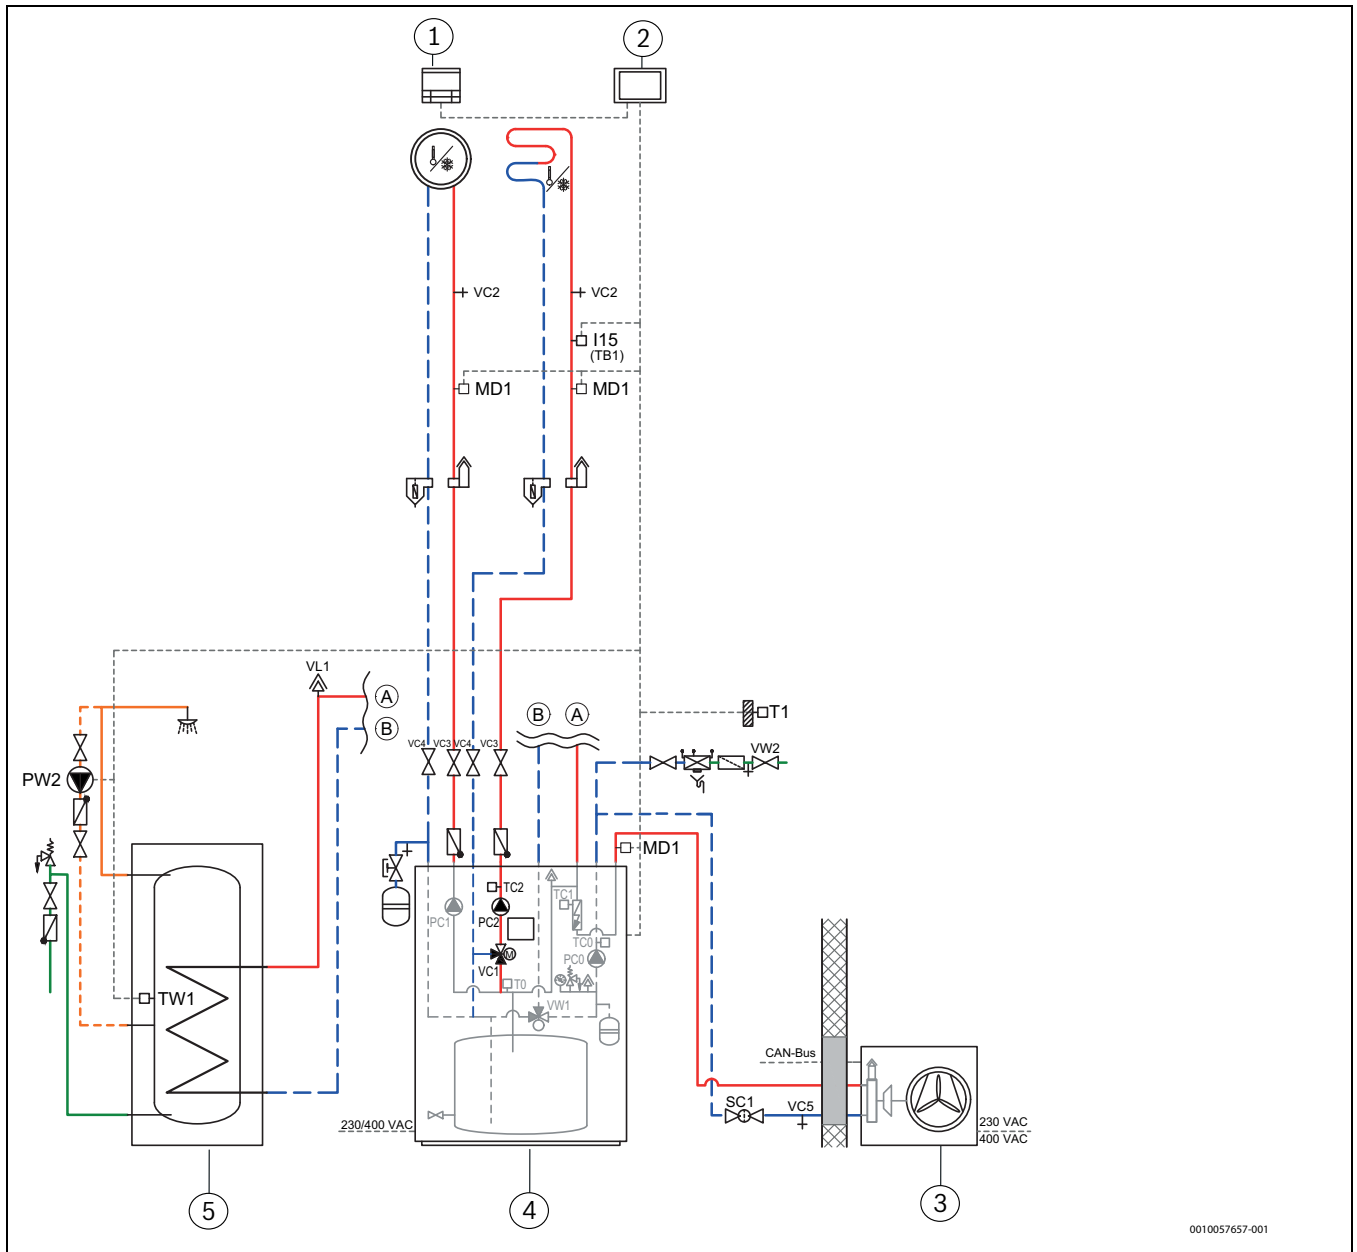 1
2
VC2
VC2
I15
(TB1)
MD1
MD1
VL1
A
B
B
A
T1
VC4
VC3
VC4
VC3
VW2
PW2
MD1
TC2
TC1
PC1
PC2
TC0
PC0
M
VC1
T0
TW1
VW1
CAN-Bus
SC1
VC5
230/400 VAC
230 VAC
400 VAC
5
4
3
0010057657-001